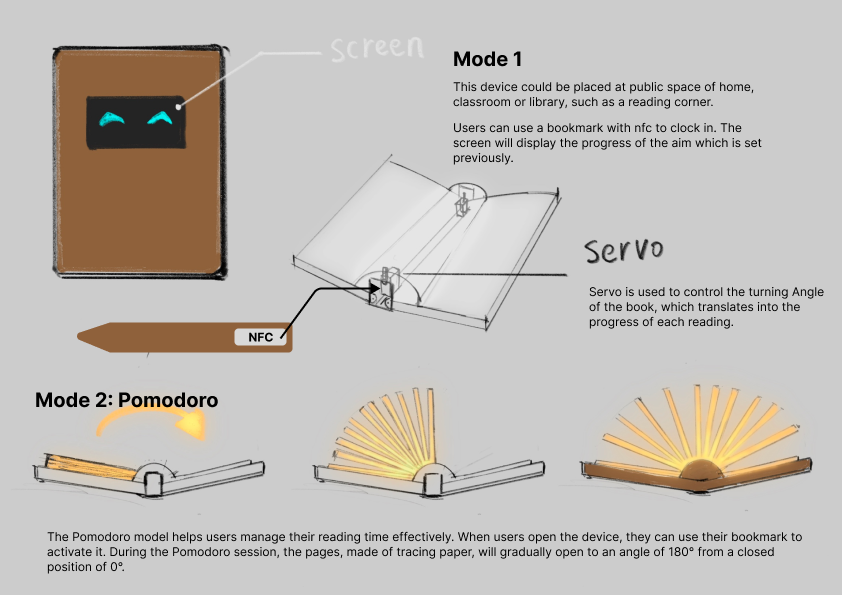 screen
Mode 1
This device could be placed at public space of home,
classroom or library, such as a reading corner.
Users can use a bookmark with nfc to clock in. The
screen will display the progress of the aim which is set
previously.
Servo
Servo is used to control the turning Angle
of the book, which translates into the
progress of each reading.
NFC
Mode 2: Pomodoro
The Pomodoro model helps users manage their reading time effectively. When users open the device, they can use their bookmark to
activate it. During the Pomodoro session, the pages, made of tracing paper, will gradually open to an angle of 180° from a closed
position of 0°.